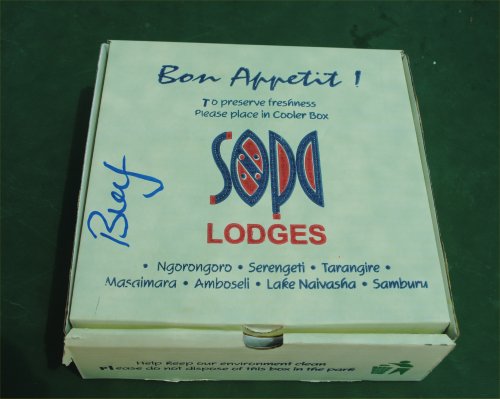 Bon Appetit !
To preserve freshness
Please place in Cooler Box
SOPA
LODGES
Beef
• Ngorongoro • Serengeti • Tarangire •
Masaimara • Amboseli • Lake Naivasha • Samburu
Help Keep our environment clean
Please do not dispose of this box in the park